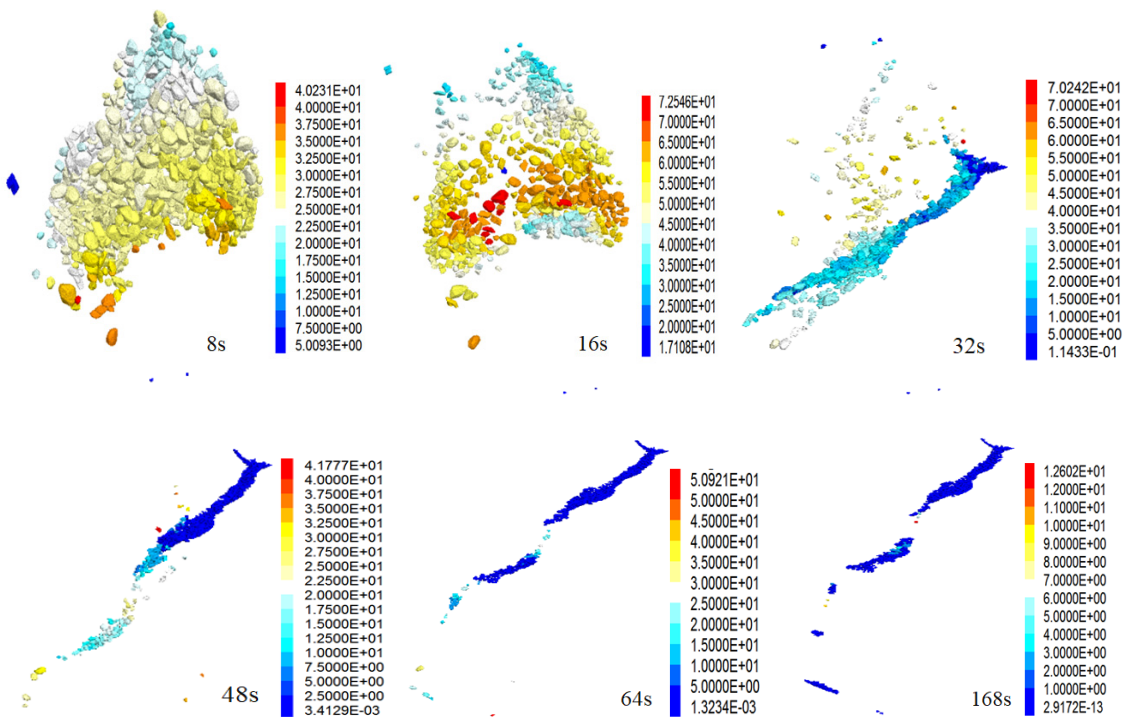 4.0231E+01
4.0000E+01
3.7500E+01
3.5000E+01
3.2500E+01
3.0000E+01
2.7500E+01
2.5000E+01
2.2500E+01
2.0000E+01
1.7500E+01
1.5000E+01
1.2500E+01
1.0000E+01
7.5000E+00
5.0093E+00
8s
7.2546E+01
7.0000E+01
6.5000E+01
6.0000E+01
5.5000E+01
5.0000E+01
4.5000E+01
4.0000E+01
3.5000E+01
3.0000E+01
2.5000E+01
2.0000E+01
1.7108E+01
16s
7.0242E+01
7.0000E+01
6.5000E+01
6.0000E+01
5.5000E+01
5.0000E+01
4.5000E+01
4.0000E+01
3.5000E+01
3.0000E+01
2.5000E+01
2.0000E+01
1.5000E+01
1.0000E+01
5.0000E+00
1.1433E-01
32s
4.1777E+01
4.0000E+01
3.7500E+01
3.5000E+01
3.2500E+01
3.0000E+01
2.7500E+01
2.5000E+01
2.2500E+01
2.0000E+01
1.7500E+01
1.5000E+01
1.2500E+01
1.0000E+01
7.5000E+00
5.0000E+00
2.5000E+00
3.4129E-03
48s
5.0921E+01
5.0000E+01
4.5000E+01
4.0000E+01
3.5000E+01
3.0000E+01
2.5000E+01
2.0000E+01
1.5000E+01
1.0000E+01
5.0000E+00
1.3234E-03
64s
1.2602E+01
1.2000E+01
1.1000E+01
1.0000E+01
9.0000E+00
8.0000E+00
7.0000E+00
6.0000E+00
5.0000E+00
4.0000E+00
3.0000E+00
2.0000E+00
1.0000E+00
2.9172E-13
168s